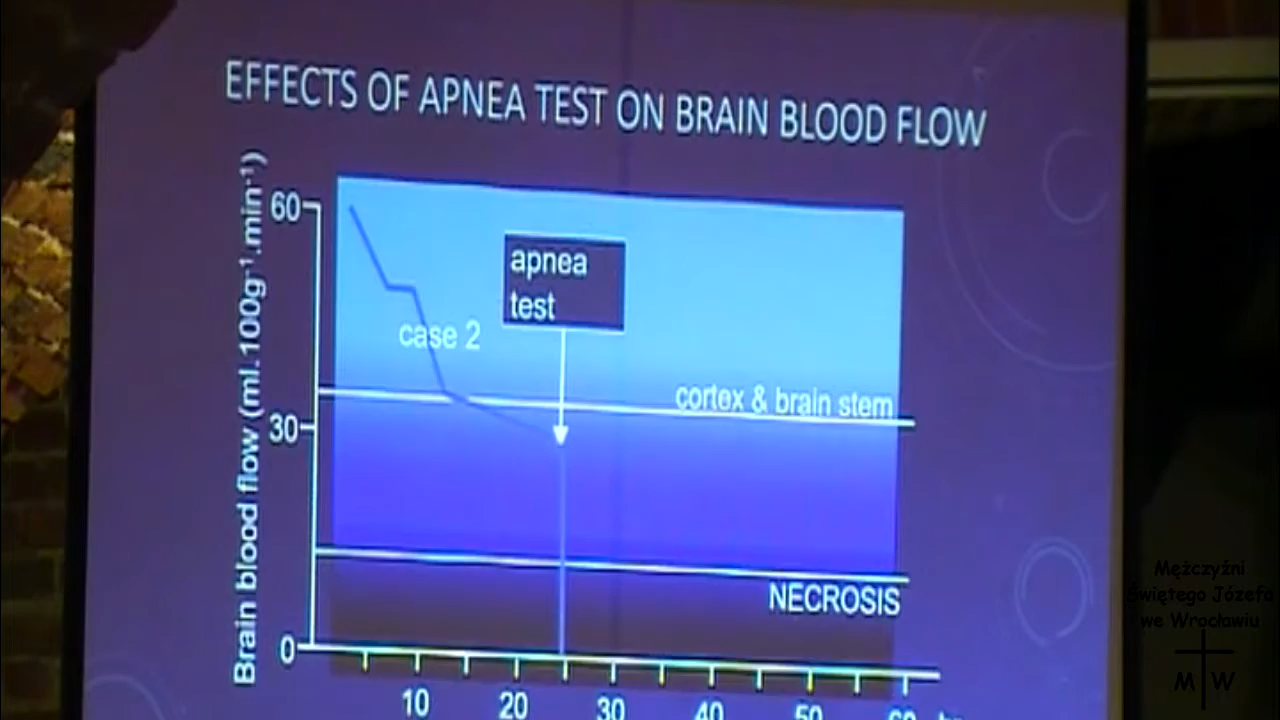 EFFECTS OF APNEA TEST ON BRAIN BLOOD FLOW
Brain blood flow (ml.100g⁻¹.min⁻¹)
60
apnea
test
case 2
cortex & brain stem
30
NECROSIS
0
10 20 30 40 50 60
Mężczyźni
Świętego Józefa
we Wrocławiu
M W